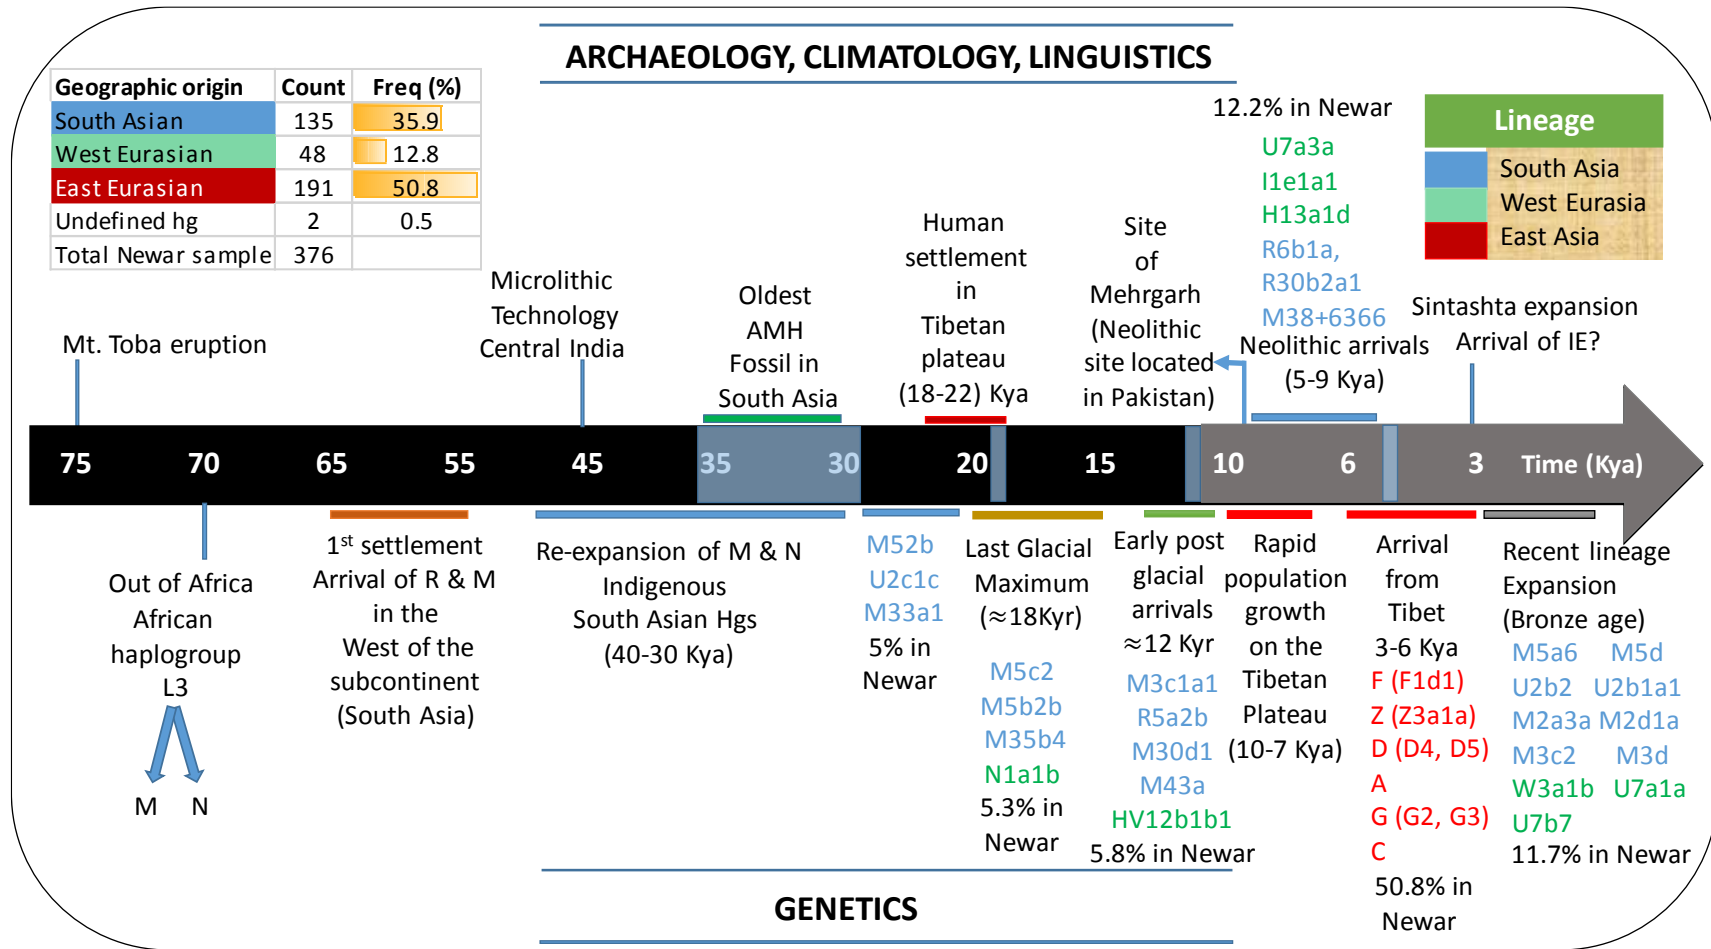 ARCHAEOLOGY, CLIMATOLOGY, LINGUISTICS
Geographic origin Count Freq (%)
South Asian 135 35.9
West Eurasian 48 12.8
East Eurasian 191 50.8
Undefined hg 2 0.5
Total Newar sample 376
Lineage
South Asia
West Eurasia
East Asia
Mt. Toba eruption
Microlithic
Technology
Central India
Oldest
AMH
Fossil in
South Asia
Human
settlement
in
Tibetan
plateau
(18-22) Kya
Site
of
Mehrgarh
(Neolithic
site located
in Pakistan)
12.2% in Newar
U7a3a
I1e1a1
H13a1d
R6b1a,
R30b2a1
M38+6366
Neolithic arrivals
(5-9 Kya)
Sintashta expansion
Arrival of IE?
75 70 65 55 45 35 30 20 15 10 6 3 Time (Kya)
Out of Africa
African
haplogroup
L3
M N
1st settlement
Arrival of R & M
in the
West of the
subcontinent
(South Asia)
Re-expansion of M & N
Indigenous
South Asian Hgs
(40-30 Kya)
M52b
U2c1c
M33a1
5% in
Newar
Last Glacial
Maximum
(≈18Kyr)
M5c2
M5b2b
M35b4
N1a1b
5.3% in
Newar
Early post
glacial
arrivals
≈12 Kyr
M3c1a1
R5a2b
M30d1
M43a
HV12b1b1
5.8% in Newar
Rapid
population
growth
on the
Tibetan
Plateau
(10-7 Kya)
Arrival
from
Tibet
3-6 Kya
F (F1d1)
Z (Z3a1a)
D (D4, D5)
A
G (G2, G3)
C
50.8% in
Newar
Recent lineage
Expansion
(Bronze age)
M5a6 M5d
U2b2 U2b1a1
M2a3a M2d1a
M3c2 M3d
W3a1b U7a1a
U7b7
11.7% in Newar
GENETICS